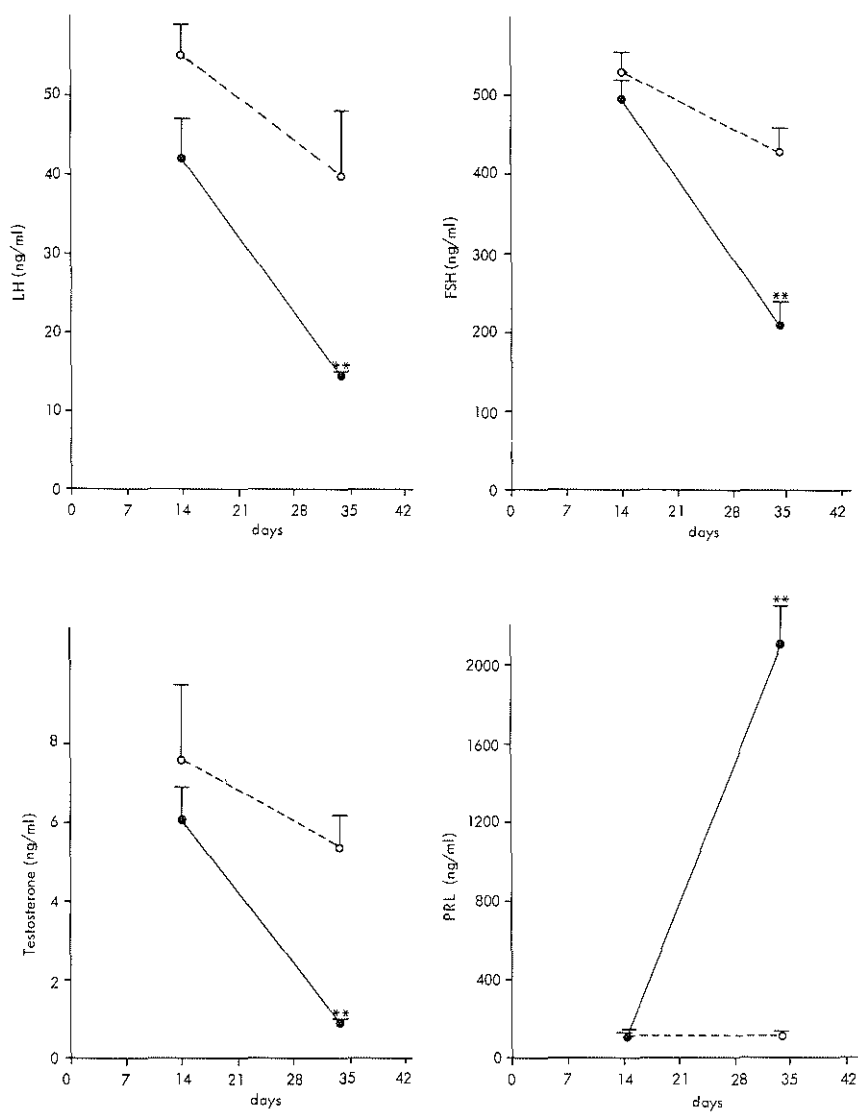 LH (ng/ml)
50
40
30
20
10
0
**
0 7 14 21 28 35 42
days
FSH (ng/ml)
500
400
300
200
100
0
**
0 7 14 21 28 35 42
days
Testosterone (ng/ml)
8
6
4
2
0
**
0 7 14 21 28 35 42
days
PRL (ng/ml)
2000
1600
1200
800
400
0
**
0 7 14 21 28 35 42
days